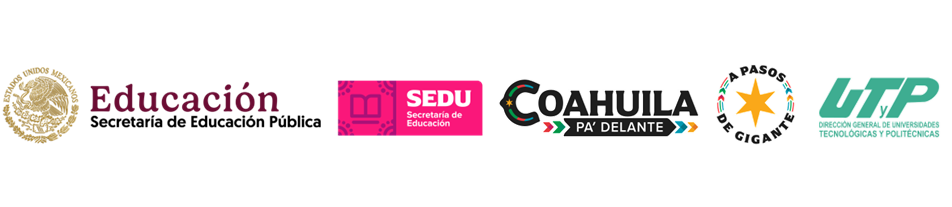 ESTADOS UNIDOS MEXICANOS
Educación
Secretaría de Educación Pública
SEDU
Secretaría de
Educación
COAHUILA
PA' DELANTE
A PASOS
DE GIGANTE
UTyP
DIRECCIÓN GENERAL DE UNIVERSIDADES
TECNOLÓGICAS Y POLITÉCNICAS